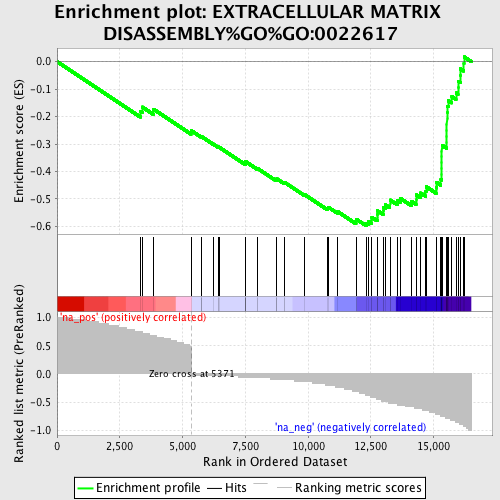 Enrichment plot: EXTRACELLULAR MATRIX
DISASSEMBLY%GO%GO:0022617
Enrichment score (ES)
0.0
-0.1
-0.2
-0.3
-0.4
-0.5
-0.6
Ranked list metric (PreRanked)
1.0
0.5
0.0
-0.5
-1.0
'na_pos' (positively correlated)
Zero cross at 5371
'na_neg' (negatively correlated)
0
2,500
5,000
7,500
10,000
12,500
15,000
Rank in Ordered Dataset
Enrichment profile
Hits
Ranking metric scores